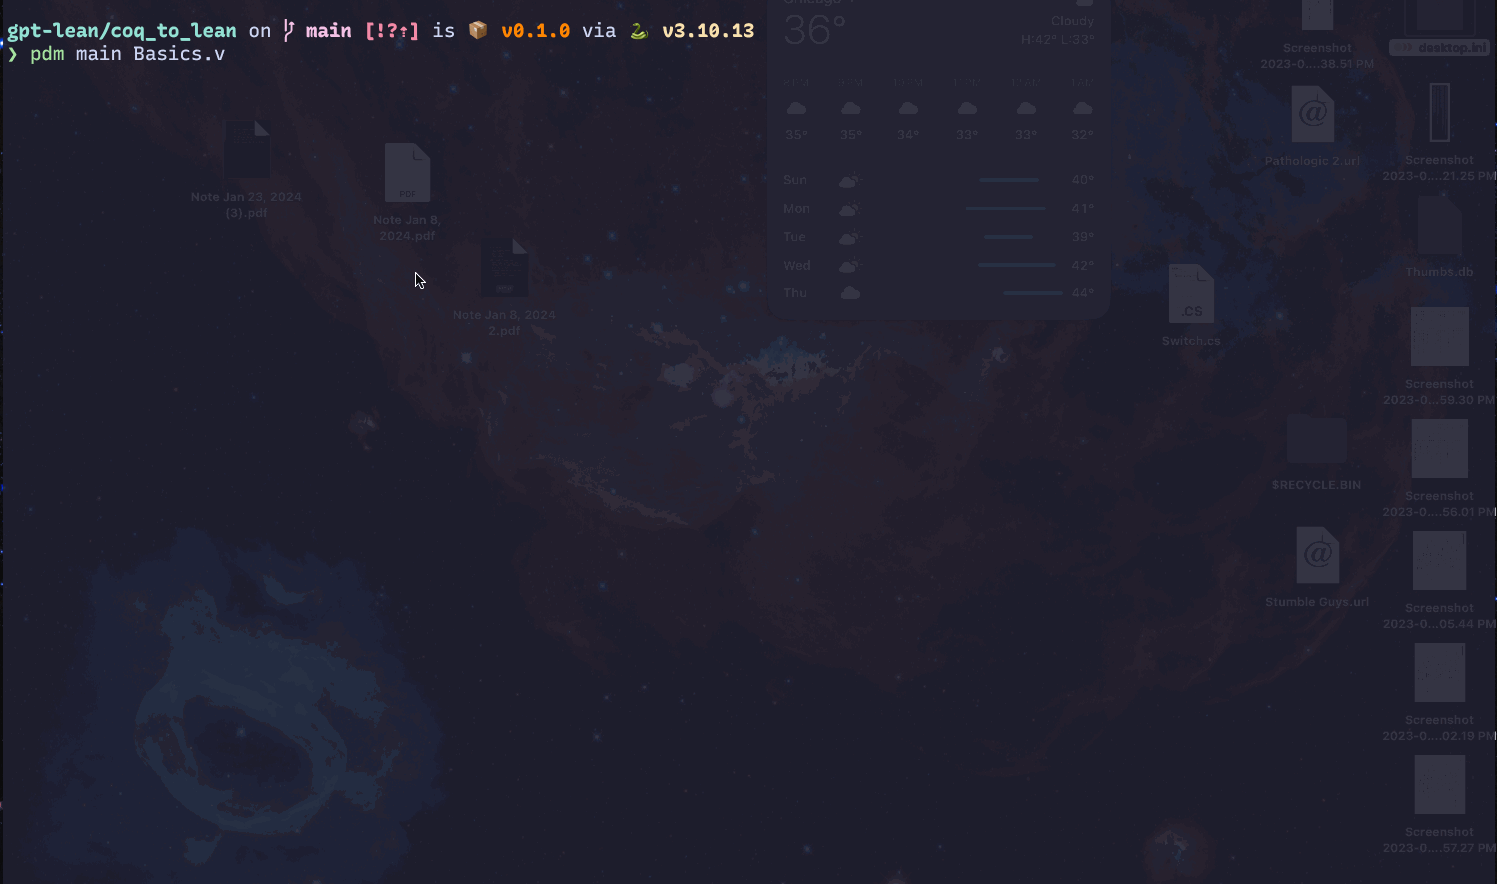 gpt-lean/coq_to_lean on main [!?⇡] is 📦 v0.1.0 via 🐍 v3.10.13
❯ pdm main Basics.v
36°
Cloudy
H:42° L:33°
35° 35° 34° 33° 33° 32°
Sun 40°
Mon 41°
Tue 39°
Wed 42°
Thu 44°
Note Jan 23, 2024
(3).pdf
PDF
Note Jan 8,
2024.pdf
PDF
Note Jan 8, 2024
2.pdf
Screenshot
2023-0....38.51 PM
desktop.ini
@
Pathologic 2.url
Screenshot
2023-0....21.25 PM
Thumbs.db
.CS
Switch.cs
Screenshot
2023-0....59.30 PM
$RECYCLE.BIN
Screenshot
2023-0....56.01 PM
@
Stumble Guys.url
Screenshot
2023-0...05.44 PM
Screenshot
2023-0....02.19 PM
Screenshot
2023-0....57.27 PM